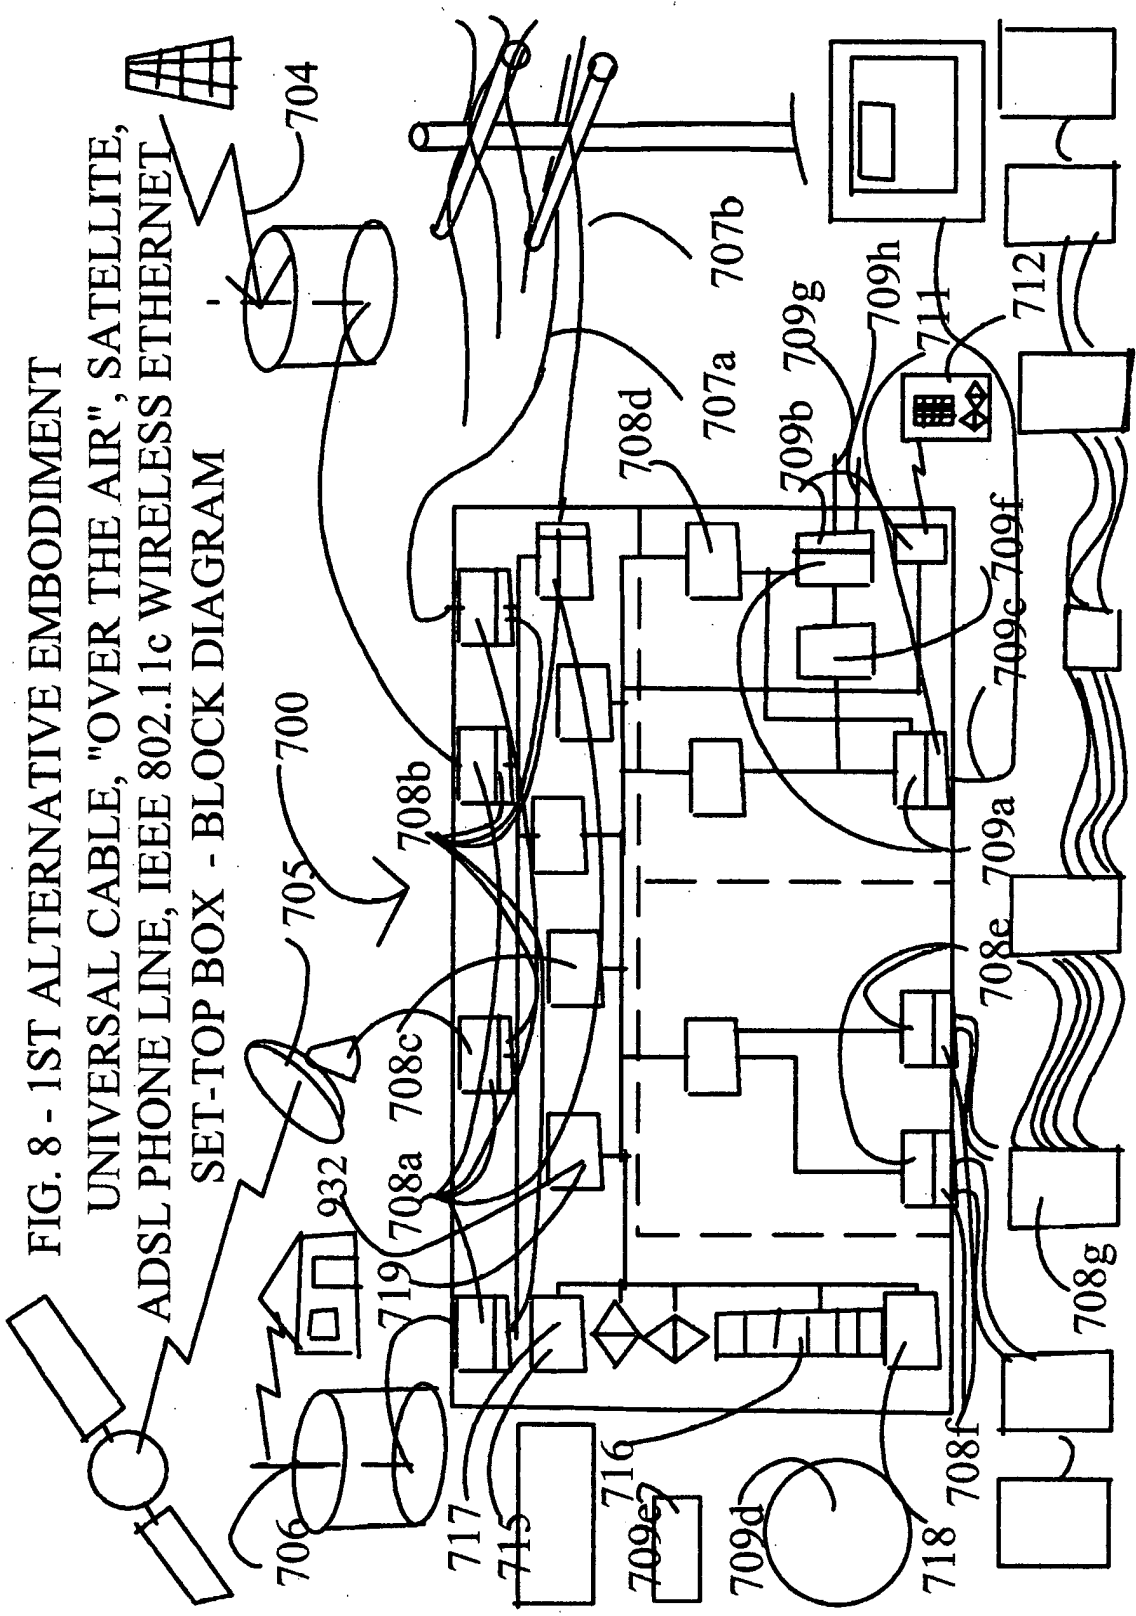 FIG. 8 - 1ST ALTERNATIVE EMBODIMENT
UNIVERSAL CABLE, "OVER THE AIR", SATELLITE,
ADSL PHONE LINE, IEEE 802.11c WIRELESS ETHERNET
SET-TOP BOX - BLOCK DIAGRAM
704
700
705
706
932
719
708a
708c
708b
707b
707a
708d
709g
709h
709b
711
712
717
715
716
709e
709d
718
708f
708g
708e
709a
709c
709f